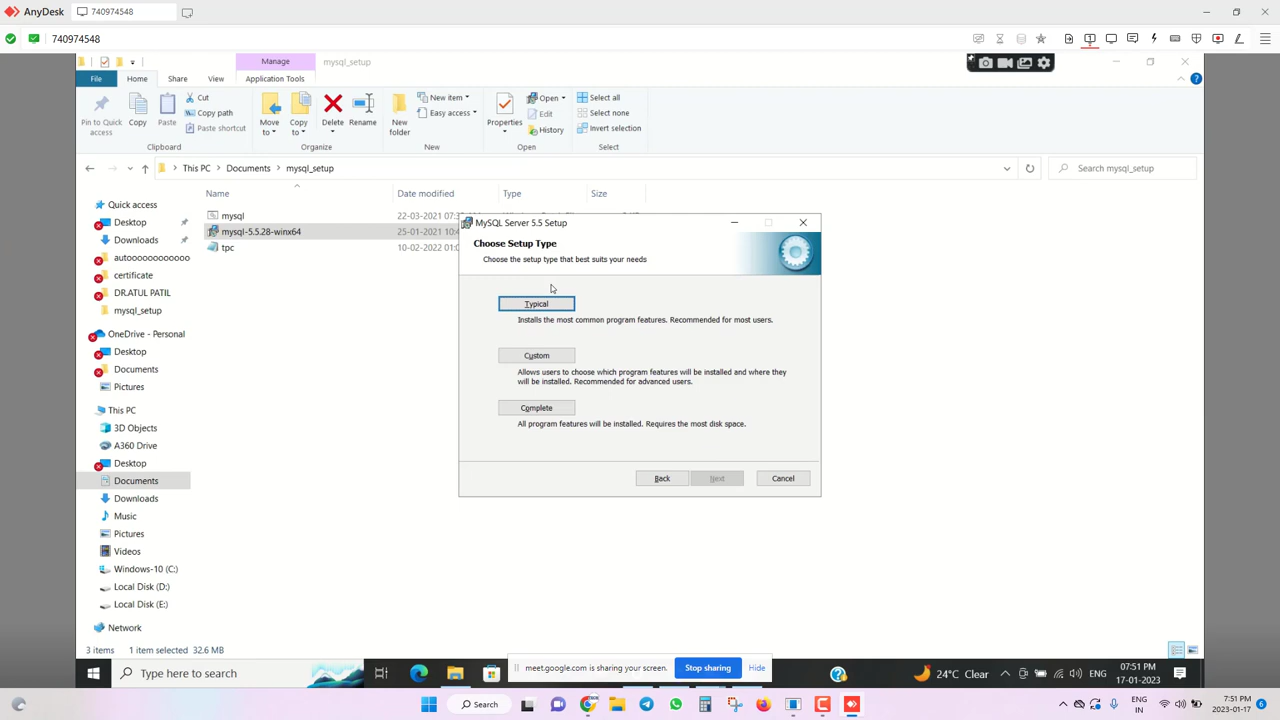 AnyDesk
740974548
740974548
Manage
mysql_setup
File
Home
Share
View
Application Tools
Pin to Quick access
Copy
Paste
Cut
Copy path
Paste shortcut
Clipboard
Move to
Copy to
Delete
Rename
Organize
New folder
New item
Easy access
New
Properties
Open
Edit
History
Open
Select all
Select none
Invert selection
Select
This PC
Documents
mysql_setup
Search mysql_setup
Name
Date modified
Type
Size
mysql
22-03-2021
mysql-5.5.28-winx64
25-01-2021
tpc
10-02-2022
Quick access
Desktop
Downloads
autooooooooooo
certificate
DR.ATUL PATIL
mysql_setup
OneDrive - Personal
Desktop
Documents
Pictures
This PC
3D Objects
A360 Drive
Desktop
Documents
Downloads
Music
Pictures
Videos
Windows-10 (C:)
Local Disk (D:)
Local Disk (E:)
Network
3 items
1 item selected 32.6 MB
MySQL Server 5.5 Setup
Choose Setup Type
Choose the setup type that best suits your needs
Typical
Installs the most common program features. Recommended for most users.
Custom
Allows users to choose which program features will be installed and where they
will be installed. Recommended for advanced users.
Complete
All program features will be installed. Requires the most disk space.
Back
Next
Cancel
meet.google.com is sharing your screen.
Stop sharing
Hide
Type here to search
24°C Clear
ENG
07:51 PM
17-01-2023
Search
ENG
IN
7:51 PM
2023-01-17